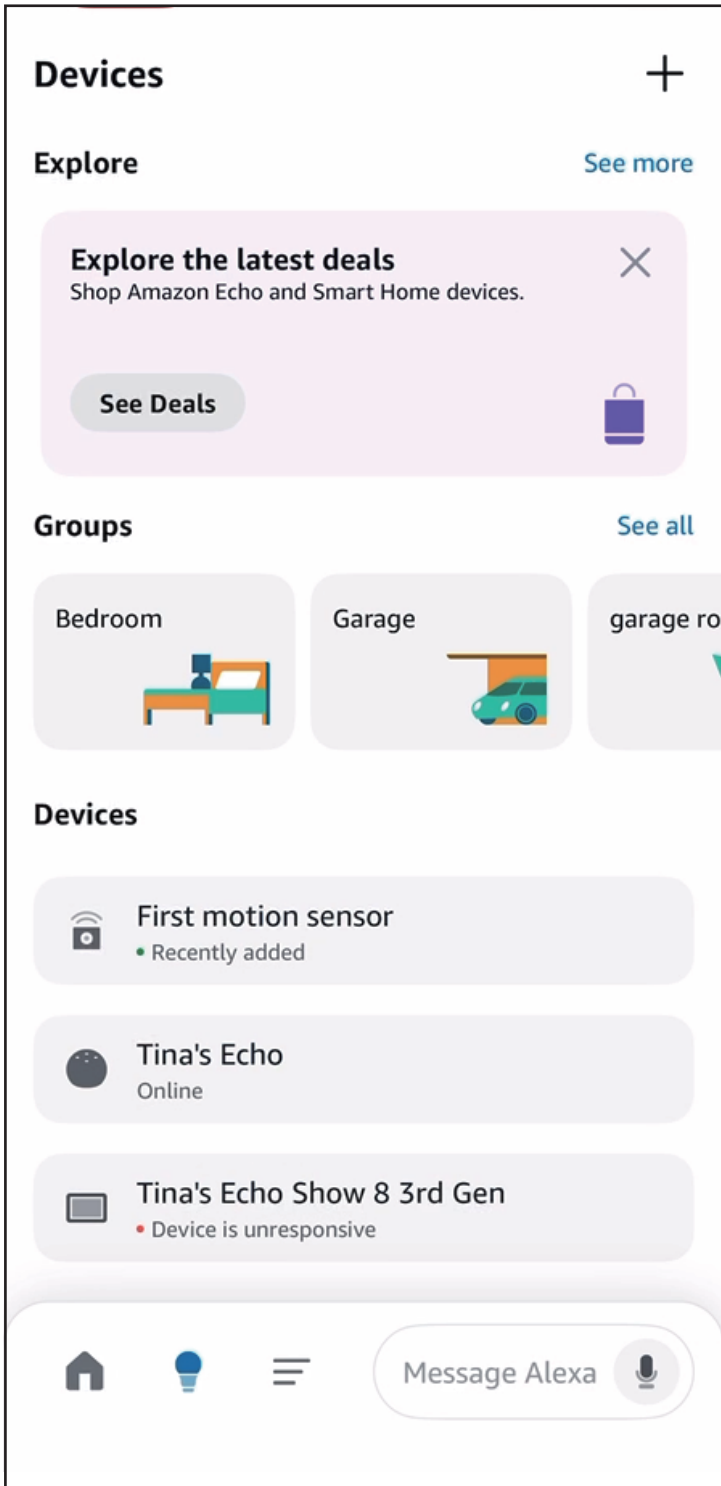 Devices
Explore
See more
Explore the latest deals
Shop Amazon Echo and Smart Home devices.
See Deals
Groups
See all
Bedroom
Garage
garage ro
Devices
First motion sensor
Recently added
Tina's Echo
Online
Tina's Echo Show 8 3rd Gen
Device is unresponsive
Message Alexa